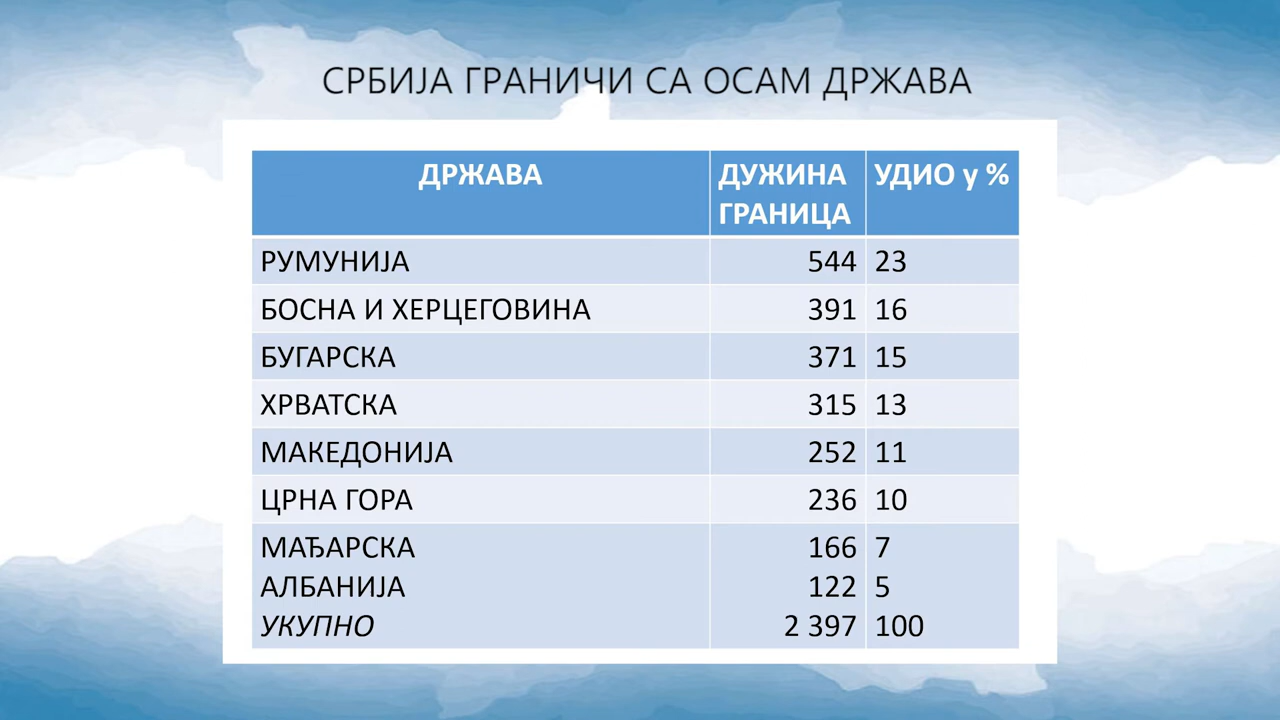 СРБИЈА ГРАНИЧИ СА ОСАМ ДРЖАВА
ДРЖАВА ДУЖИНА ГРАНИЦА УДИО у %
РУМУНИЈА 544 23
БОСНА И ХЕРЦЕГОВИНА 391 16
БУГАРСКА 371 15
ХРВАТСКА 315 13
МАКЕДОНИЈА 252 11
ЦРНА ГОРА 236 10
МАЂАРСКА 166 7
АЛБАНИЈА 122 5
УКУПНО 2 397 100